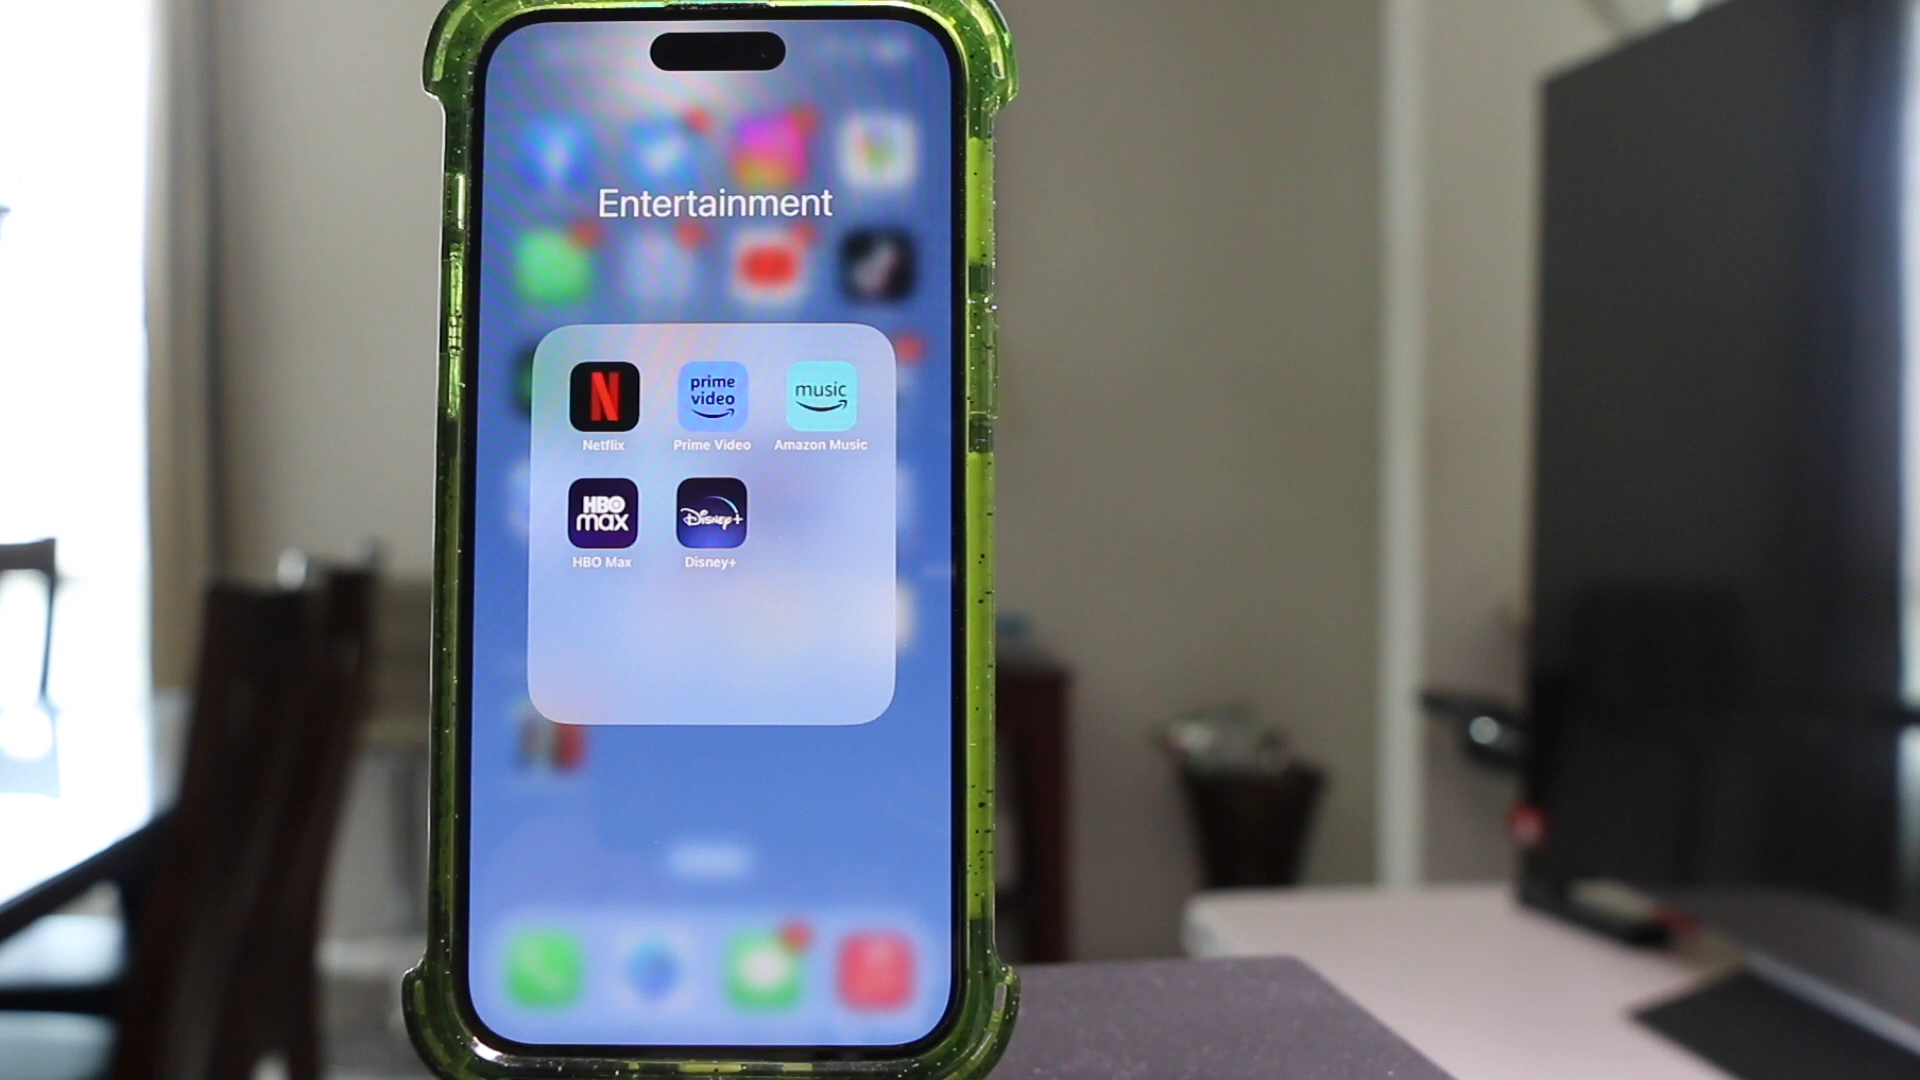 Entertainment
N
prime
video
music
Netflix
Prime Video
Amazon Music
HBO
max
Disney+
HBO Max
Disney+